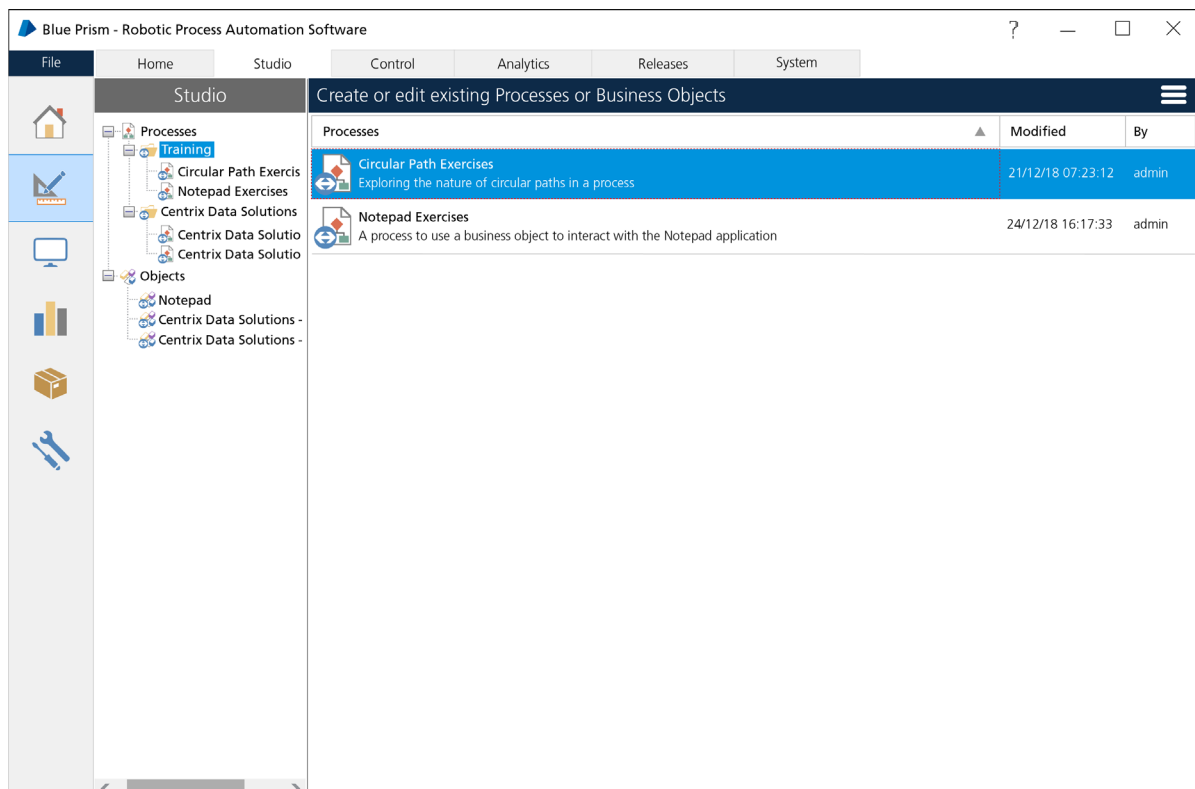 Blue Prism - Robotic Process Automation Software
?
File Home Studio Control Analytics Releases System
Studio
Create or edit existing Processes or Business Objects
Processes
Training
Circular Path Exercis
Notepad Exercises
Centrix Data Solutions
Centrix Data Solutio
Centrix Data Solutio
Objects
Notepad
Centrix Data Solutions -
Centrix Data Solutions -
Processes Modified By
Circular Path Exercises
Exploring the nature of circular paths in a process
21/12/18 07:23:12 admin
Notepad Exercises
A process to use a business object to interact with the Notepad application
24/12/18 16:17:33 admin